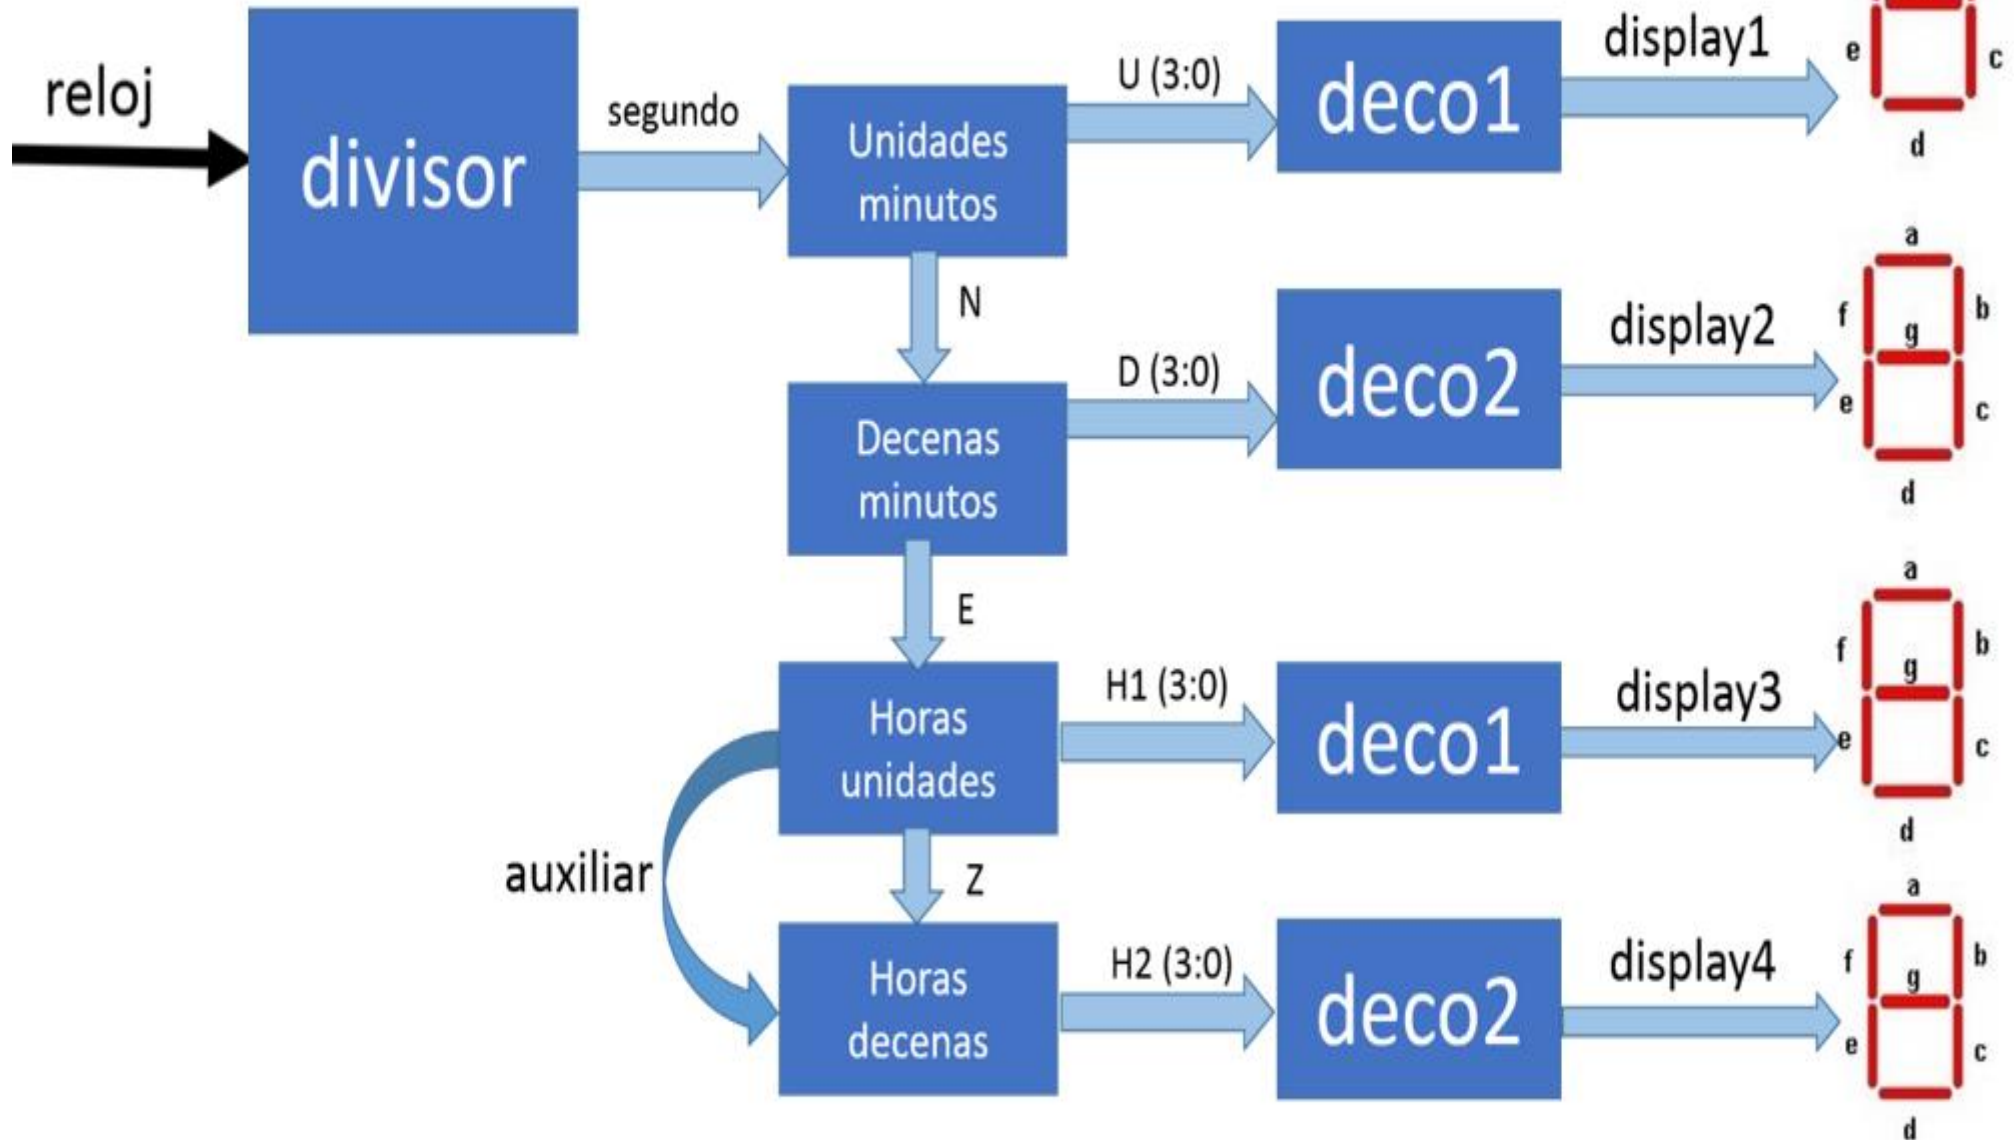 reloj
divisor
segundo
Unidades
minutos
U (3:0)
deco1
display1
e
c
d
N
Decenas
minutos
D (3:0)
deco2
display2
a
f
b
g
e
c
d
E
Horas
unidades
H1 (3:0)
deco1
display3
a
f
b
g
e
c
d
auxiliar
Z
Horas
decenas
H2 (3:0)
deco2
display4
a
f
b
g
e
c
d